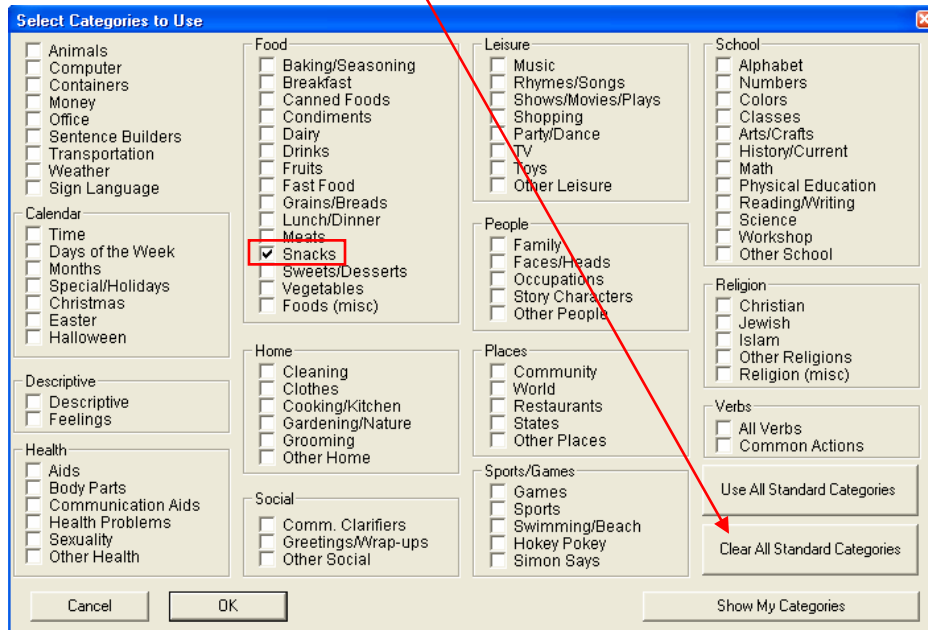 Select Categories to Use
Animals
Computer
Containers
Money
Office
Sentence Builders
Transportation
Weather
Sign Language
Calendar
Time
Days of the Week
Months
Special/Holidays
Christmas
Easter
Halloween
Descriptive
Descriptive
Feelings
Health
Aids
Body Parts
Communication Aids
Health Problems
Sexuality
Other Health
Food
Baking/Seasoning
Breakfast
Canned Foods
Condiments
Dairy
Drinks
Fruits
Fast Food
Grains/Breads
Lunch/Dinner
Meats
Snacks
Sweets/Desserts
Vegetables
Foods (misc)
Home
Cleaning
Clothes
Cooking/Kitchen
Gardening/Nature
Grooming
Other Home
Social
Comm. Clarifiers
Greetings/Wrap-ups
Other Social
Leisure
Music
Rhymes/Songs
Shows/Movies/Plays
Shopping
Party/Dance
TV
Toys
Other Leisure
People
Family
Faces/Heads
Occupations
Story Characters
Other People
Places
Community
World
Restaurants
States
Other Places
Sports/Games
Games
Sports
Swimming/Beach
Hokey Pokey
Simon Says
School
Alphabet
Numbers
Colors
Classes
Arts/Crafts
History/Current
Math
Physical Education
Reading/Writing
Science
Workshop
Other School
Religion
Christian
Jewish
Islam
Other Religions
Religion (misc)
Verbs
All Verbs
Common Actions
Use All Standard Categories
Clear All Standard Categories
Cancel
OK
Show My Categories